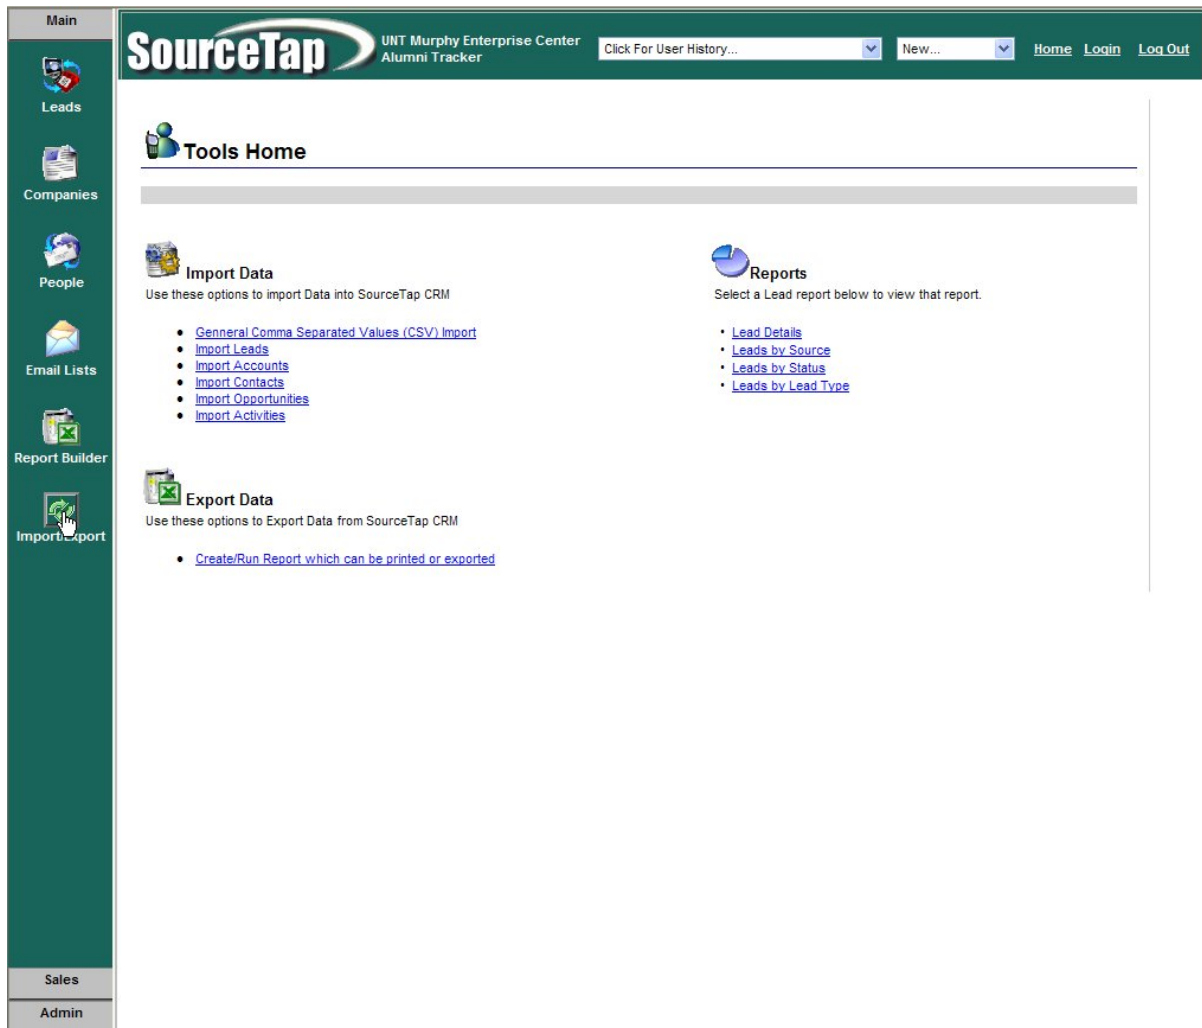 Main
Leads
Companies
People
Email Lists
Report Builder
Import/Export
Sales
Admin
SourceTap
UNT Murphy Enterprise Center
Alumni Tracker
Click For User History...
New...
Home Login Log Out
Tools Home
Import Data
Use these options to import Data into SourceTap CRM
Genneral Comma Separated Values (CSV) Import
Import Leads
Import Accounts
Import Contacts
Import Opportunities
Import Activities
Reports
Select a Lead report below to view that report.
Lead Details
Leads by Source
Leads by Status
Leads by Lead Type
Export Data
Use these options to Export Data from SourceTap CRM
Create/Run Report which can be printed or exported